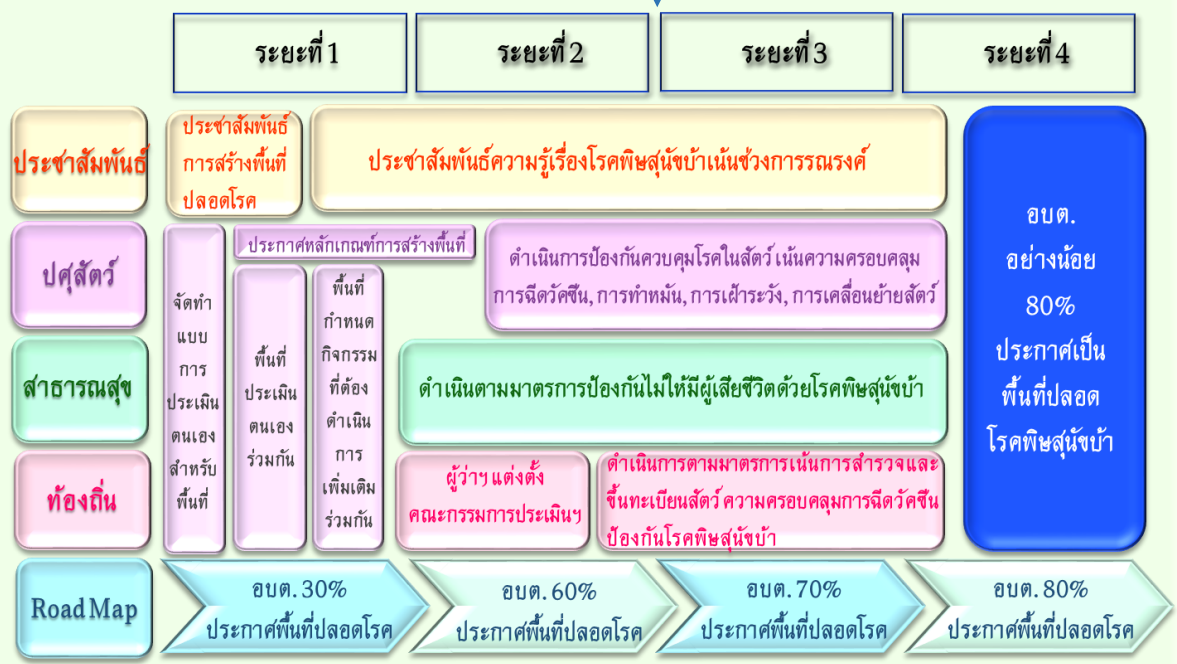 ระยะที่ 1
ระยะที่ 2
ระยะที่ 3
ระยะที่ 4
ประชาสัมพันธ์
ประชาสัมพันธ์
การสร้างพื้นที่
ปลอดโรค
ประชาสัมพันธ์ความรู้เรื่องโรคพิษสุนัขบ้าเน้นช่วงการรณรงค์
ปศุสัตว์
จัดทำ
แบบ
การ
ประเมิน
ตนเอง
สำหรับ
พื้นที่
ประกาศหลักเกณฑ์การสร้างพื้นที่
พื้นที่
ประเมิน
ตนเอง
ร่วมกัน
พื้นที่
กำหนด
กิจกรรม
ที่ต้อง
ดำเนิน
การ
เพิ่มเติม
ร่วมกัน
ดำเนินการป้องกันควบคุมโรคในสัตว์ เน้นความครอบคลุม
การฉีดวัคซีน, การทำหมัน, การเฝ้าระวัง, การเคลื่อนย้ายสัตว์
สาธารณสุข
ดำเนินตามมาตรการป้องกันไม่ให้มีผู้เสียชีวิตด้วยโรคพิษสุนัขบ้า
ท้องถิ่น
ผู้ว่าฯ แต่งตั้ง
คณะกรรมการประเมินฯ
ดำเนินการตามมาตรการเน้นการสำรวจและ
ขึ้นทะเบียนสัตว์ ความครอบคลุมการฉีดวัคซีน
ป้องกันโรคพิษสุนัขบ้า
อบต.
อย่างน้อย
80%
ประกาศเป็น
พื้นที่ปลอด
โรคพิษสุนัขบ้า
Road Map
อบต. 30%
ประกาศพื้นที่ปลอดโรค
อบต. 60%
ประกาศพื้นที่ปลอดโรค
อบต. 70%
ประกาศพื้นที่ปลอดโรค
อบต. 80%
ประกาศพื้นที่ปลอดโรค